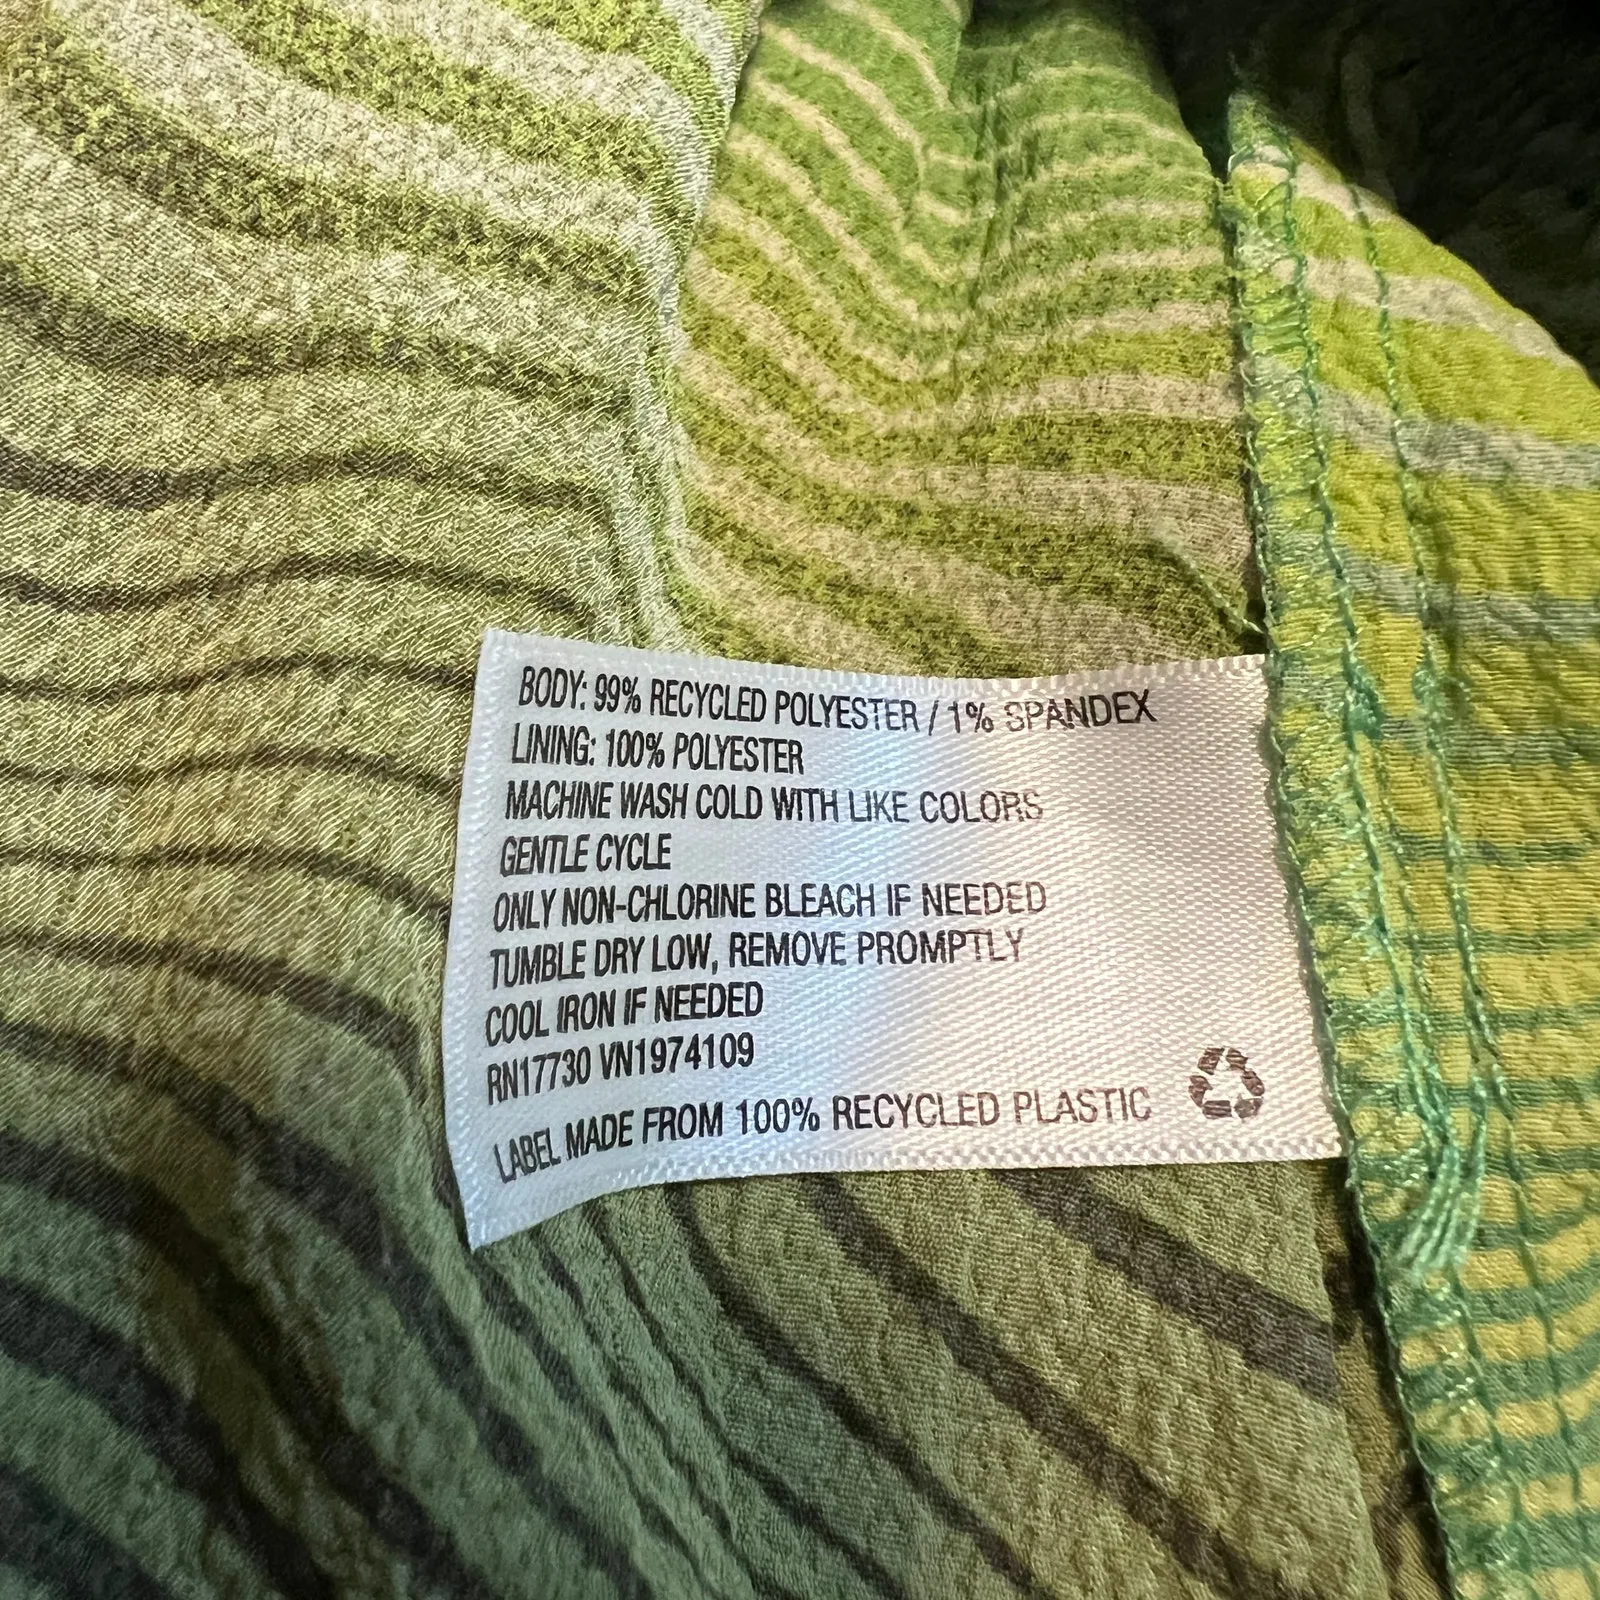 BODY: 99% RECYCLED POLYESTER / 1% SPANDEX
LINING: 100% POLYESTER
MACHINE WASH COLD WITH LIKE COLORS
GENTLE CYCLE
ONLY NON-CHLORINE BLEACH IF NEEDED
TUMBLE DRY LOW, REMOVE PROMPTLY
COOL IRON IF NEEDED
RN17730 VN1974109
LABEL MADE FROM 100% RECYCLED PLASTIC